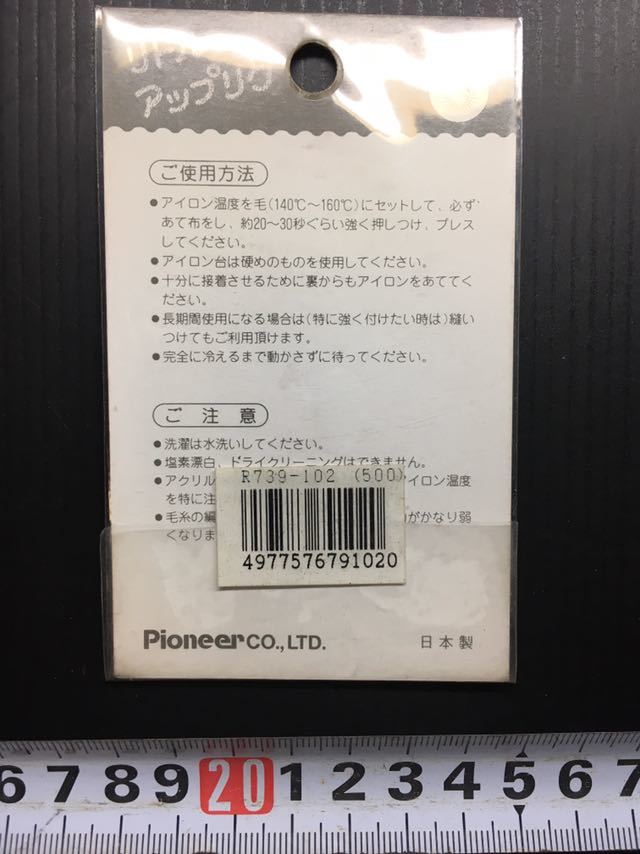 アップリケ
ご使用方法
●アイロン温度を毛(140℃〜160℃)にセットして、必ず
あて布をし、約20〜30秒ぐらい強く押しつけ、プレス
してください。
●アイロン台は硬めのものを使用してください。
●十分に接着させるために裏からもアイロンをあててく
ださい。
●長期間使用になる場合は(特に強く付けたい時は)縫い
つけてもご利用頂けます。
●完全に冷えるまで動かさずに待ってください。
ご注意
●洗濯は水洗いしてください。
●塩素漂白、ドライクリーニングはできません。
●アクリル イロン温度
を特に注
●毛糸の編 がかなり弱
くなりま
R739-102 (500)
4977576791020
Pioneer CO.,LTD.
日本製
6 7 8 9 20 1 2 3 4 5 6 7